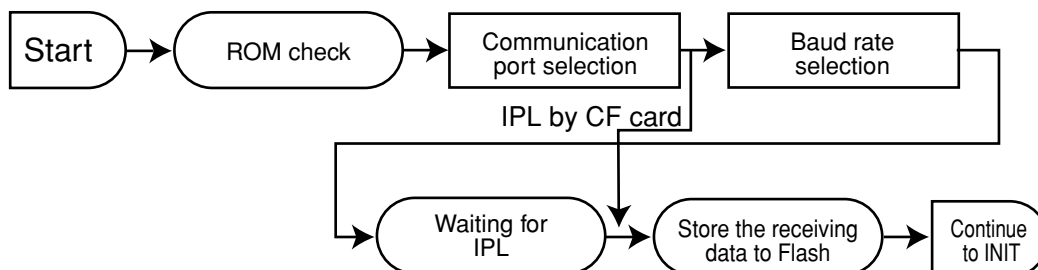 Start
ROM check
Communication
port selection
Baud rate
selection
IPL by CF card
Waiting for
IPL
Store the receiving
data to Flash
Continue
to INIT